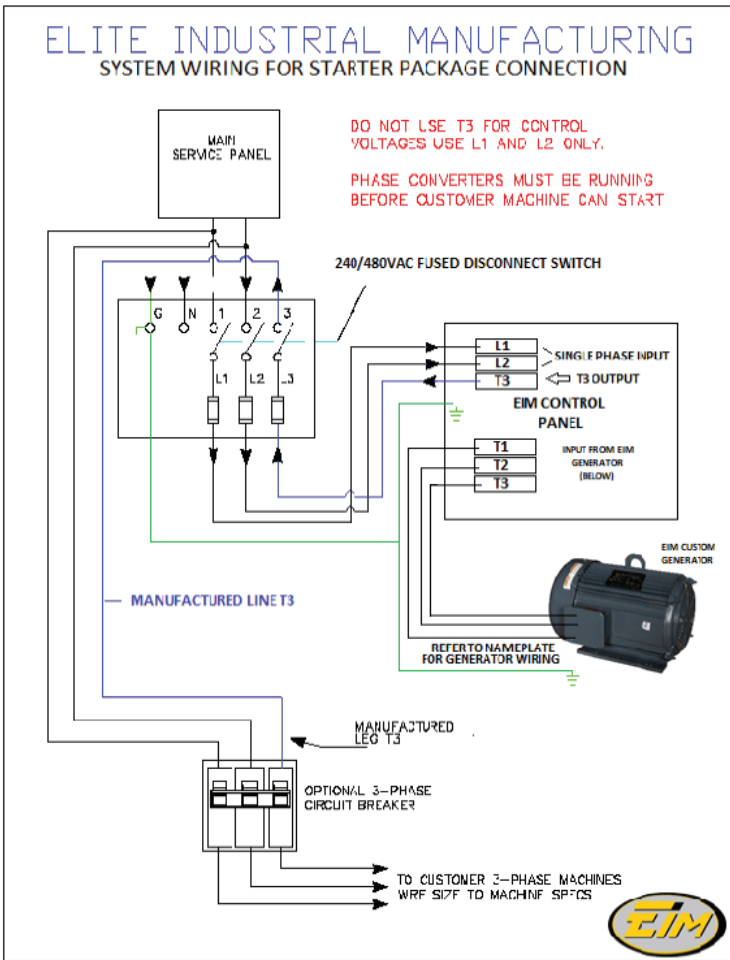 ELITE INDUSTRIAL MANUFACTURING
SYSTEM WIRING FOR STARTER PACKAGE CONNECTION
MAIN
SERVICE PANEL
DO NOT USE T3 FOR CONTROL
VOLTAGES USE L1 AND L2 ONLY.
PHASE CONVERTERS MUST BE RUNNING
BEFORE CUSTOMER MACHINE CAN START
240/480VAC FUSED DISCONNECT SWITCH
G N 1 2 3
L1 L2 L3
L1
L2
T3
SINGLE PHASE INPUT
T3 OUTPUT
EIM CONTROL
PANEL
T1
T2
T3
INPUT FROM EIM
GENERATOR
(BELOW)
EIM CUSTOM
GENERATOR
MANUFACTURED LINE T3
REFER TO NAMEPLATE
FOR GENERATOR WIRING
MANUFACTURED
LEG T3
OPTIONAL 3-PHASE
CIRCUIT BREAKER
TO CUSTOMER 3-PHASE MACHINES
WRE SIZE TO MACHINE SPECS
EIM